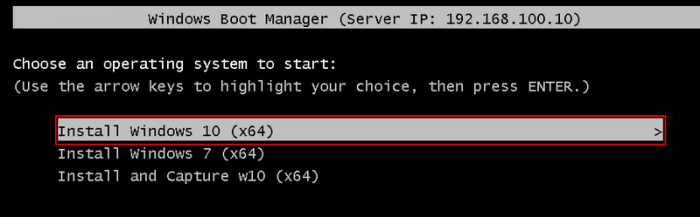 Windows Boot Manager (Server IP: 192.168.100.10)
Choose an operating system to start:
(Use the arrow keys to highlight your choice, then press ENTER.)
Install Windows 10 (x64) >
Install Windows 7 (x64)
Install and Capture w10 (x64)